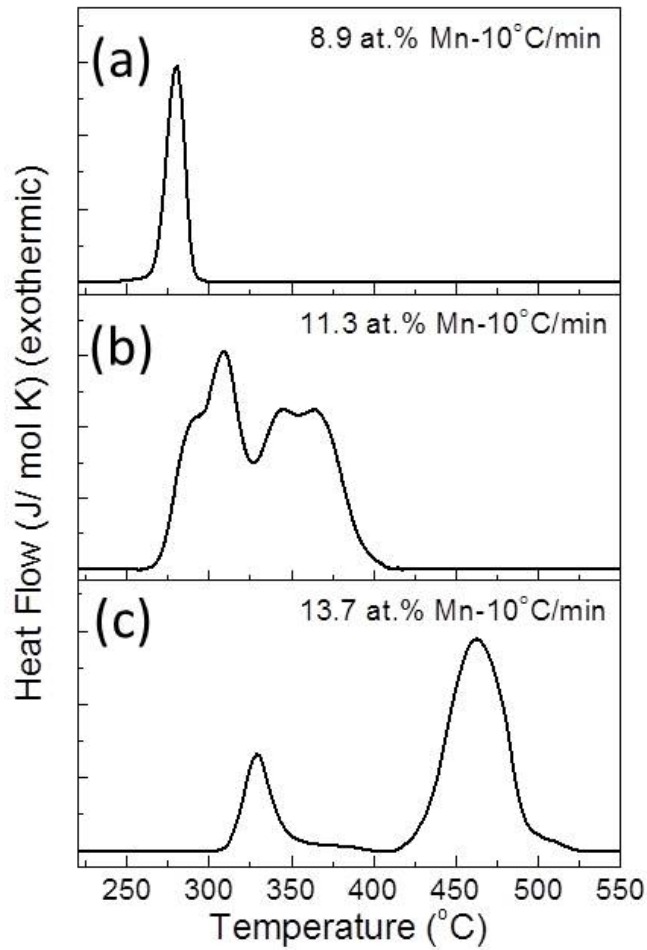 (a)
8.9 at.% Mn-10°C/min
(b)
11.3 at.% Mn-10°C/min
(c)
13.7 at.% Mn-10°C/min
Heat Flow (J/ mol K) (exothermic)
250 300 350 400 450 500 550
Temperature (°C)